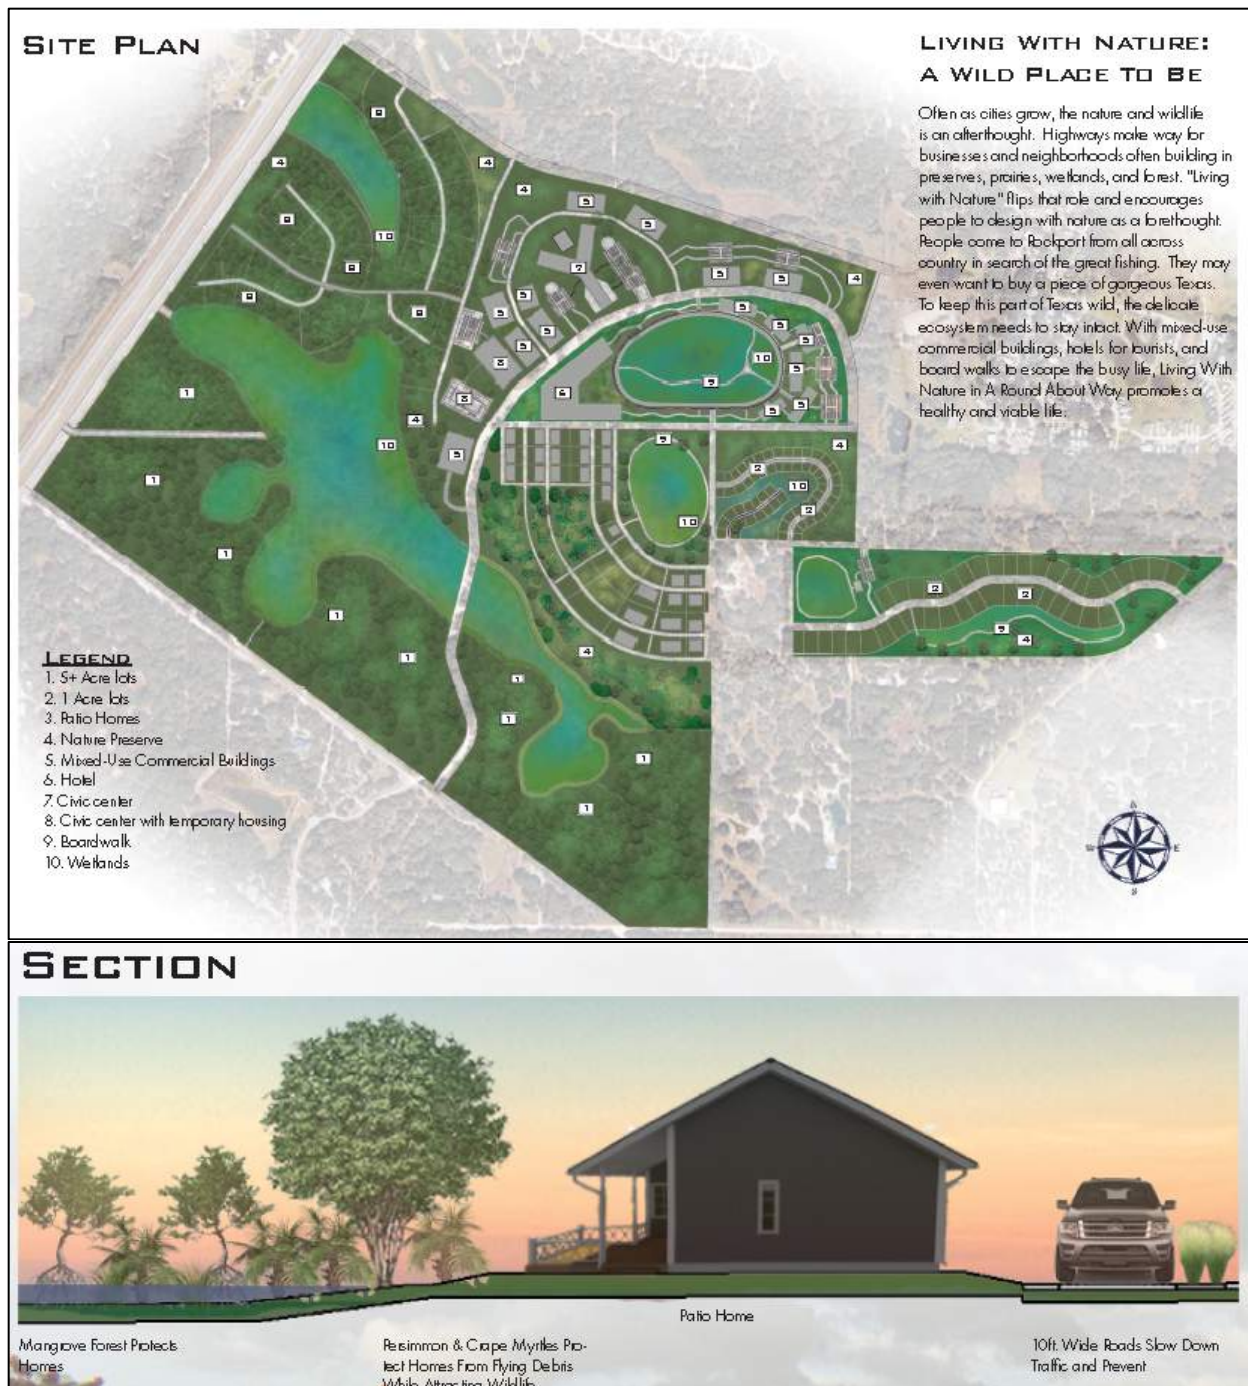 SITE PLAN
LIVING WITH NATURE:
A WILD PLACE TO BE
Often as cities grow, the nature and wildlife
is an afterthought. Highways make way for
businesses and neighborhoods often building in
preserves, prairies, wetlands, and forest. "Living
with Nature" flips that role and encourages
people to design with nature as a forethought.
People come to Rockport from all across
country in search of the great fishing. They may
even want to buy a piece of gorgeous Texas.
To keep this part of Texas wild, the delicate
ecosystem needs to stay intact. With mixed-use
commercial buildings, hotels for tourists, and
board walks to escape the busy life, Living With
Nature in A Round About Way promotes a
healthy and viable life.
LEGEND
1. 5+ Acre lots
2. 1 Acre lots
3. Patio Homes
4. Nature Preserve
5. Mixed-Use Commercial Buildings
6. Hotel
7. Civic center
8. Civic center with temporary housing
9. Boardwalk
10. Wetlands
N
W E
S
SECTION
Patio Home
Mangrove Forest Protects
Homes
Persimmon & Crape Myrtles Pro-
tect Homes From Flying Debris
While Attracting Wildlife
10ft. Wide Roads Slow Down
Traffic and Prevent